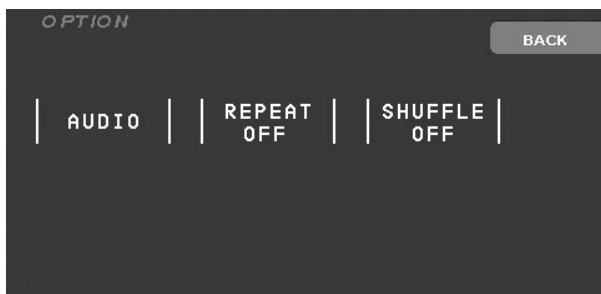 OPTION
BACK
AUDIO
REPEAT
OFF
SHUFFLE
OFF